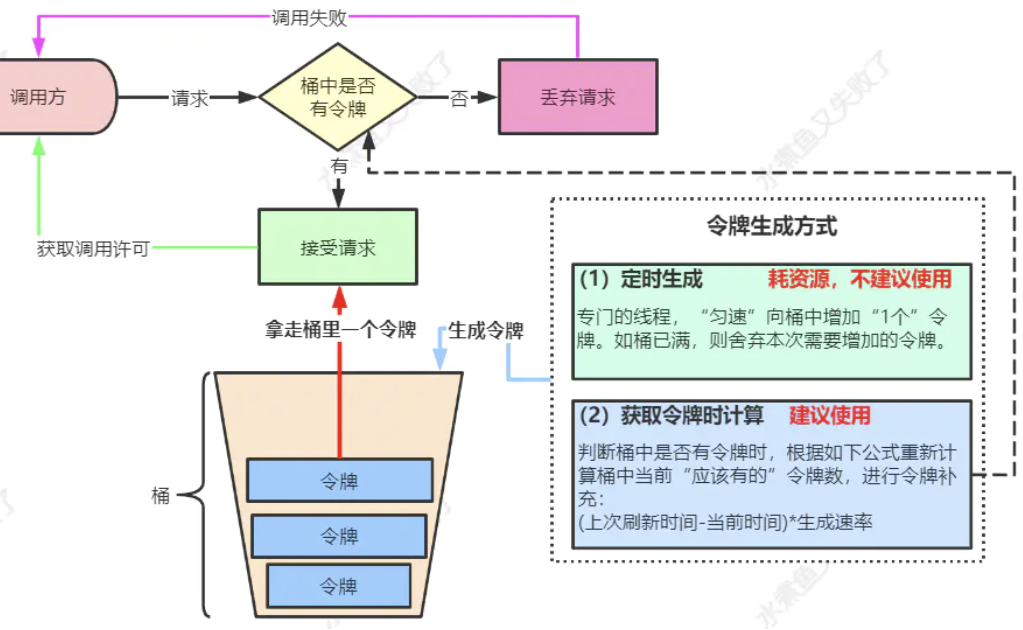 调用失败
调用方
请求
桶中是否
有令牌
否
丢弃请求
有
获取调用许可
接受请求
拿走桶里一个令牌
生成令牌
桶
令牌
令牌
令牌
令牌生成方式
（1）定时生成 耗资源，不建议使用
专门的线程，“匀速”向桶中增加“1个”令
牌。如桶已满，则舍弃本次需要增加的令牌。
（2）获取令牌时计算 建议使用
判断桶中是否有令牌时，根据如下公式重新计
算桶中当前“应该有的”令牌数，进行令牌补
充：
(上次刷新时间-当前时间)*生成速率
水煮鱼又失败了
水煮鱼又失败了